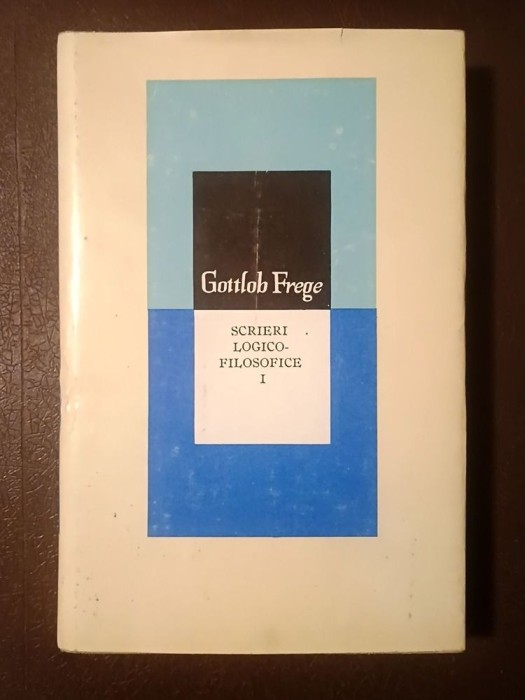 Gottlob Frege
SCRIERI
LOGICO-
FILOSOFICE
I